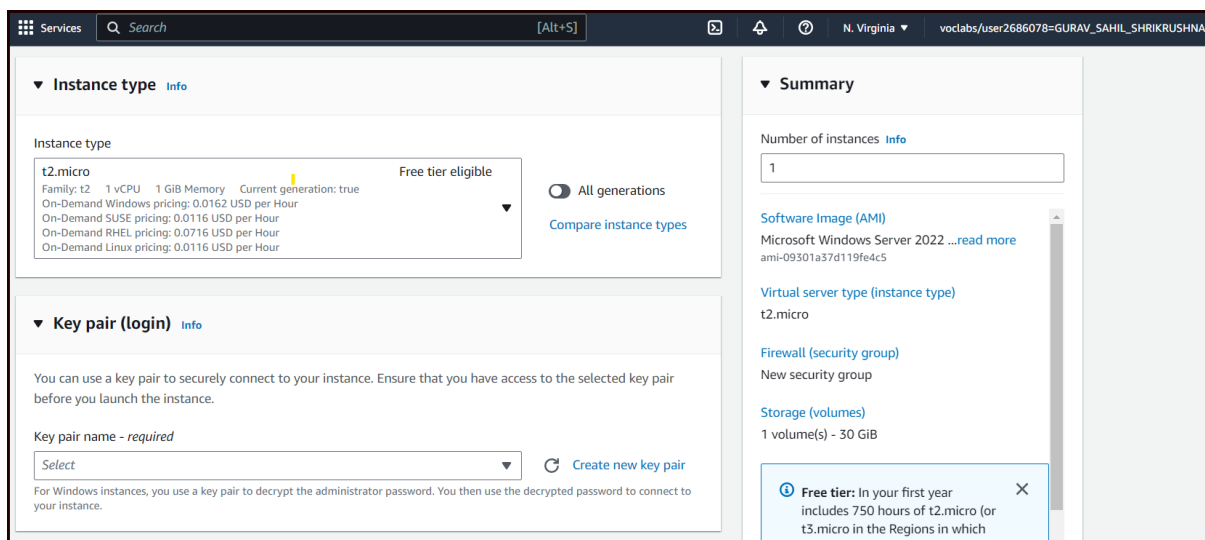 Services
Search
[Alt+S]
N. Virginia
voclabs/user2686078=GURAV_SAHIL_SHRIKRUSHNA
Instance type Info
Instance type
t2.micro
Free tier eligible
Family: t2 1 vCPU 1 GiB Memory Current generation: true
On-Demand Windows pricing: 0.0162 USD per Hour
On-Demand SUSE pricing: 0.0116 USD per Hour
On-Demand RHEL pricing: 0.0716 USD per Hour
On-Demand Linux pricing: 0.0116 USD per Hour
All generations
Compare instance types
Key pair (login) Info
You can use a key pair to securely connect to your instance. Ensure that you have access to the selected key pair
before you launch the instance.
Key pair name - required
Select
Create new key pair
For Windows instances, you use a key pair to decrypt the administrator password. You then use the decrypted password to connect to
your instance.
Summary
Number of instances Info
1
Software Image (AMI)
Microsoft Windows Server 2022 ...read more
ami-09301a37d119fe4c5
Virtual server type (instance type)
t2.micro
Firewall (security group)
New security group
Storage (volumes)
1 volume(s) - 30 GiB
Free tier: In your first year
includes 750 hours of t2.micro (or
t3.micro in the Regions in which